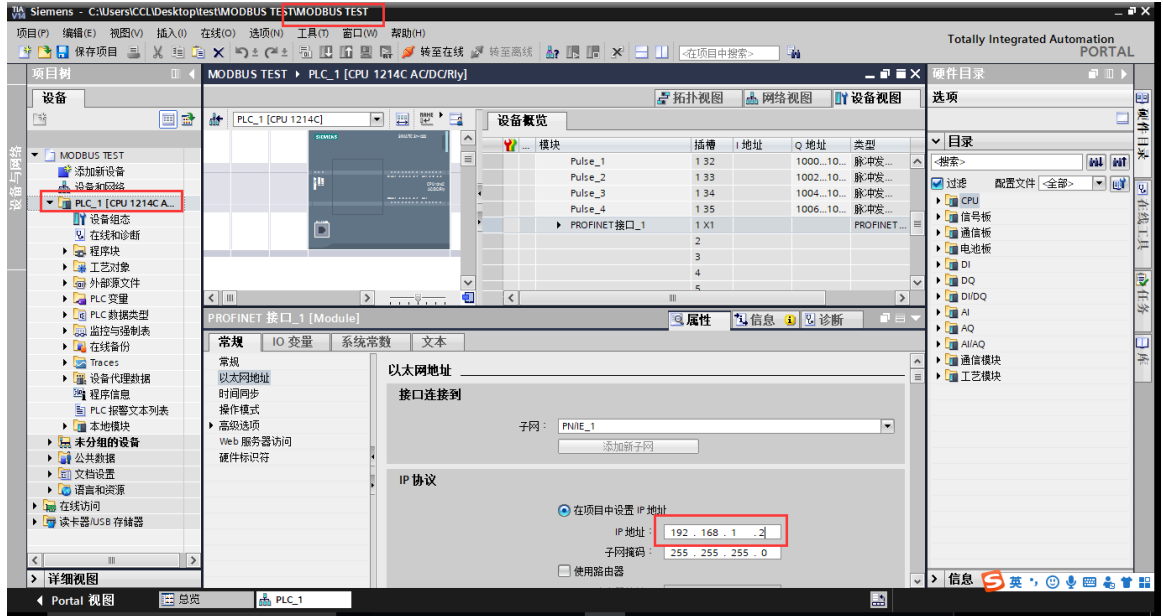 Siemens - C:\Users\CCL\Desktop\test\MODBUS TEST\MODBUS TEST
项目(P) 编辑(E) 视图(V) 插入(I) 在线(O) 选项(N) 工具(T) 窗口(W) 帮助(H)
Totally Integrated Automation
PORTAL
保存项目 转至在线 转至离线 <在项目中搜索>
项目树
MODBUS TEST PLC_1 [CPU 1214C AC/DC/Rly]
硬件目录
设备
拓扑视图 网络视图 设备视图
选项
PLC_1 [CPU 1214C]
设备概览
... 模块 插槽 I 地址 Q 地址 类型
Pulse_1 1 32 1000...10... 脉冲发...
Pulse_2 1 33 1002...10... 脉冲发...
Pulse_3 1 34 1004...10... 脉冲发...
Pulse_4 1 35 1006...10... 脉冲发...
PROFINET接口_1 1 X1 PROFINET...
2
3
4
5
SIEMENS
MODBUS TEST
添加新设备
设备和网络
PLC_1 [CPU 1214C A...
设备组态
在线和诊断
程序块
工艺对象
外部源文件
PLC 变量
PLC 数据类型
监控与强制表
在线备份
Traces
设备代理数据
程序信息
PLC 报警文本列表
本地模块
未分组的设备
公共数据
文档设置
语言和资源
在线访问
读卡器/USB 存储器
详细视图
设备与网络
PROFINET 接口_1 [Module]
属性 信息 诊断
常规 IO 变量 系统常数 文本
常规
以太网地址
时间同步
操作模式
高级选项
Web 服务器访问
硬件标识符
以太网地址
接口连接到
子网: PN/IE_1
添加新子网
IP 协议
在项目中设置 IP 地址
IP 地址: 192 . 168 . 1 . 2
子网掩码: 255 . 255 . 255 . 0
使用路由器
目录
<搜索>
过滤 配置文件 <全部>
CPU
信号板
通信板
电池板
DI
DQ
DI/DQ
AI
AQ
AI/AQ
通信模块
工艺模块
信息
硬件目录
在线工具
任务
库
英
Portal 视图 总览 PLC_1